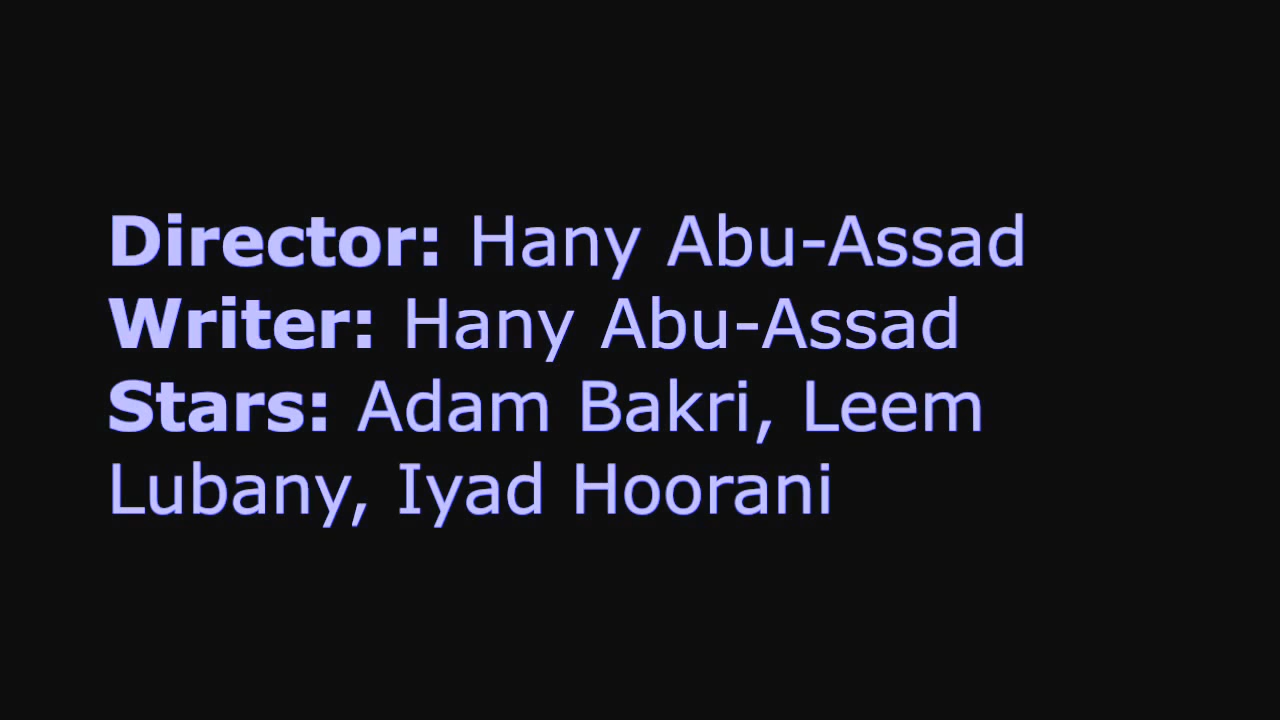 Director: Hany Abu-Assad
Writer: Hany Abu-Assad
Stars: Adam Bakri, Leem
Lubany, Iyad Hoorani